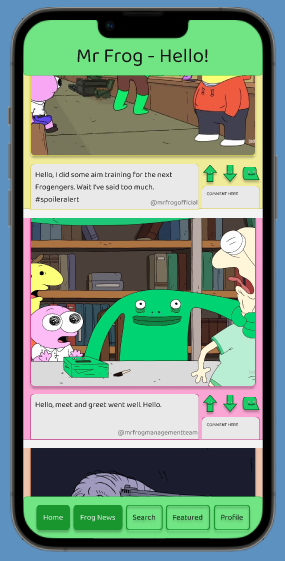 Mr Frog - Hello!
Hello, I did some aim training for the next
Frogengers. Wait I've said too much.
#spoileralert
@mrfrogofficial
COMMENT HERE
Hello, meet and greet went well. Hello.
@mrfrogmanagementteam
COMMENT HERE
Home
Frog News
Search
Featured
Profile